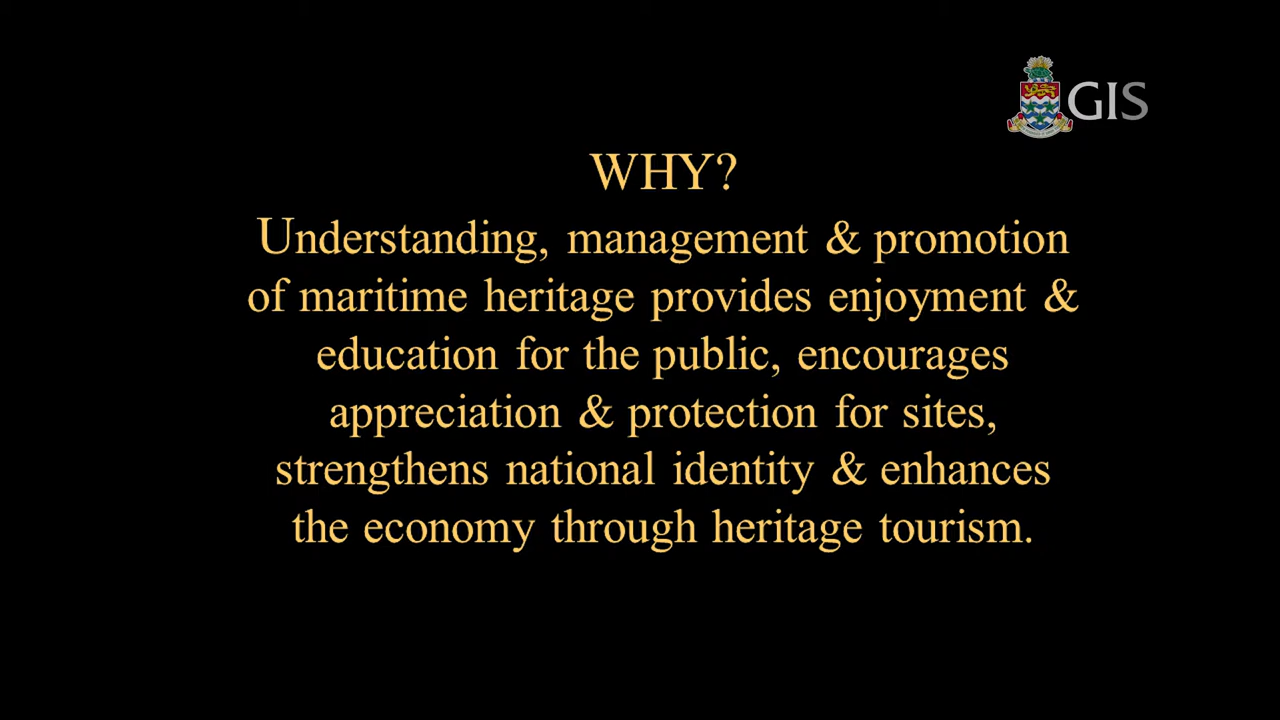 GIS
WHY?
Understanding, management & promotion
of maritime heritage provides enjoyment &
education for the public, encourages
appreciation & protection for sites,
strengthens national identity & enhances
the economy through heritage tourism.